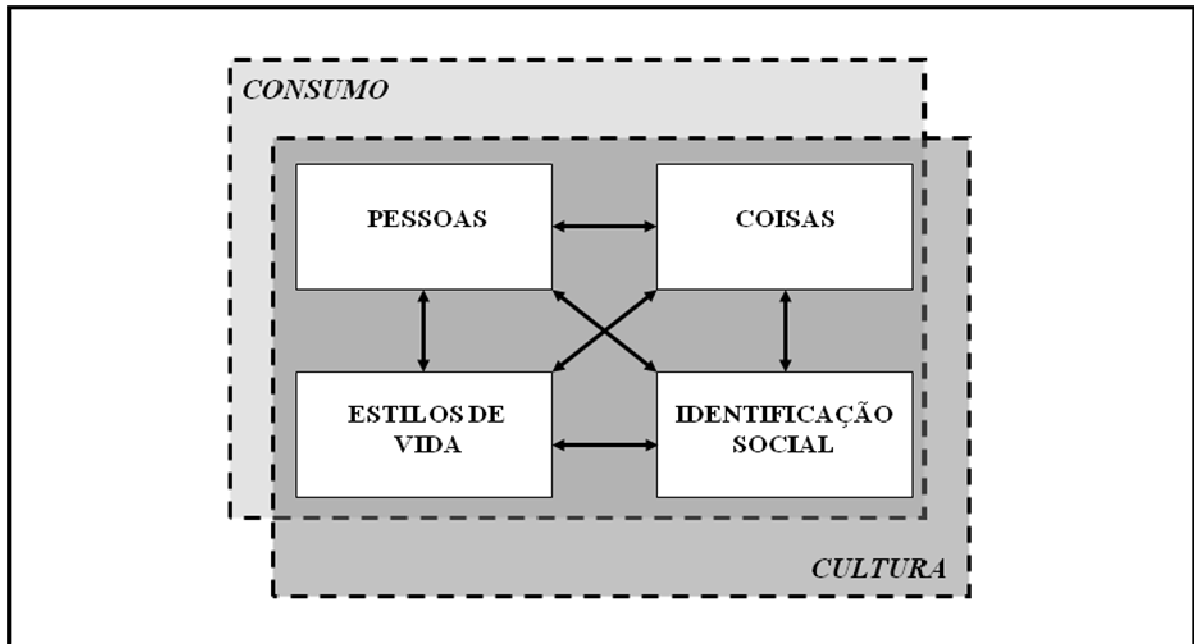 CONSUMO
PESSOAS
COISAS
ESTILOS DE
VIDA
IDENTIFICAÇÃO
SOCIAL
CULTURA